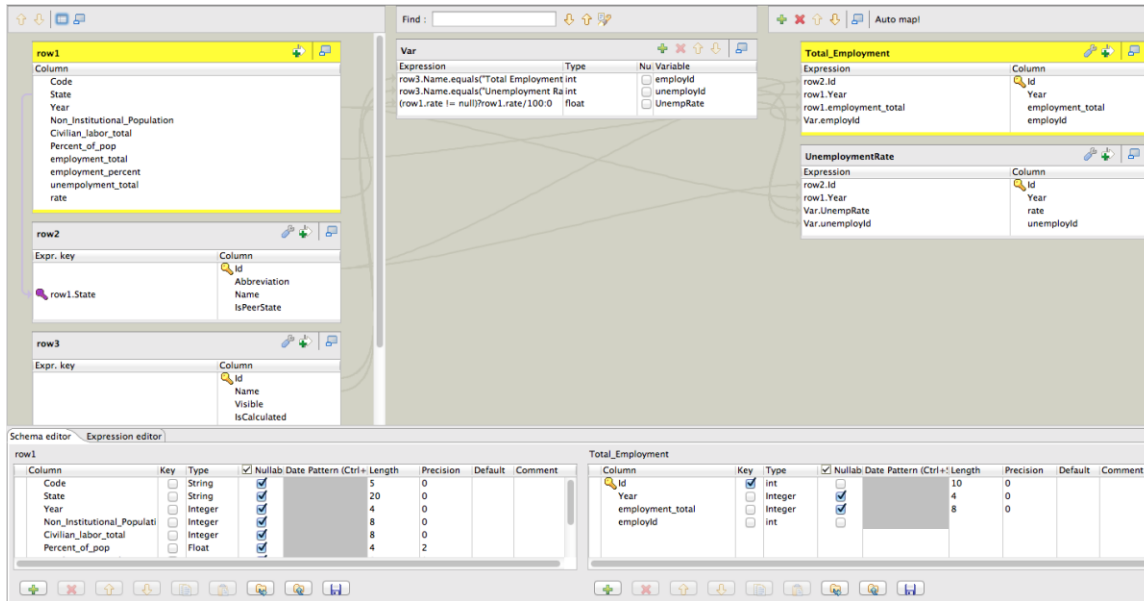 Find :
Auto map!
row1
Column
Code
State
Year
Non_Institutional_Population
Civilian_labor_total
Percent_of_pop
employment_total
employment_percent
unempolyment_total
rate
row2
Expr. key Column
Id
Abbreviation
row1.State Name
IsPeerState
row3
Expr. key Column
Id
Name
Visible
IsCalculated
Var
Expression Type Nu Variable
row3.Name.equals("Total Employment int employId
row3.Name.equals("Unemployment Ra int unemployId
(row1.rate != null)?row1.rate/100:0 float UnempRate
Total_Employment
Expression Column
row2.Id Id
row1.Year Year
row1.employment_total employment_total
Var.employId employId
UnemploymentRate
Expression Column
row2.Id Id
row1.Year Year
Var.UnempRate rate
Var.unemployId unemployId
Schema editor Expression editor
row1
Column Key Type Nullab Date Pattern (Ctrl+ Length Precision Default Comment
Code String 5 0
State String 20 0
Year Integer 4 0
Non_Institutional_Populati Integer 8 0
Civilian_labor_total Integer 8 0
Percent_of_pop Float 4 2
Total_Employment
Column Key Type Nullab Date Pattern (Ctrl+ Length Precision Default Comment
Id int 10 0
Year Integer 4 0
employment_total Integer 8 0
employId int